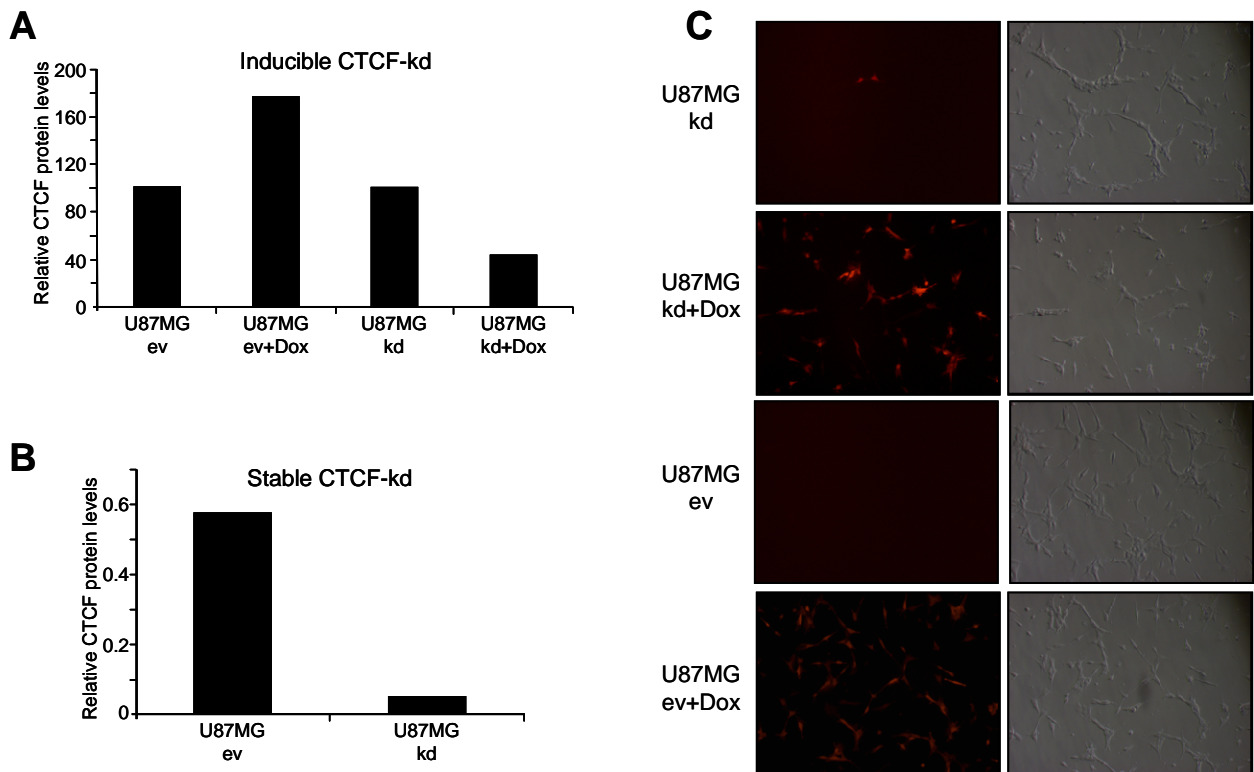 A
Inducible CTCF-kd
Relative CTCF protein levels
200
160
120
80
40
0
U87MG
ev
U87MG
ev+Dox
U87MG
kd
U87MG
kd+Dox
B
Stable CTCF-kd
Relative CTCF protein levels
0.6
0.4
0.2
0
U87MG
ev
U87MG
kd
C
U87MG
kd
U87MG
kd+Dox
U87MG
ev
U87MG
ev+Dox